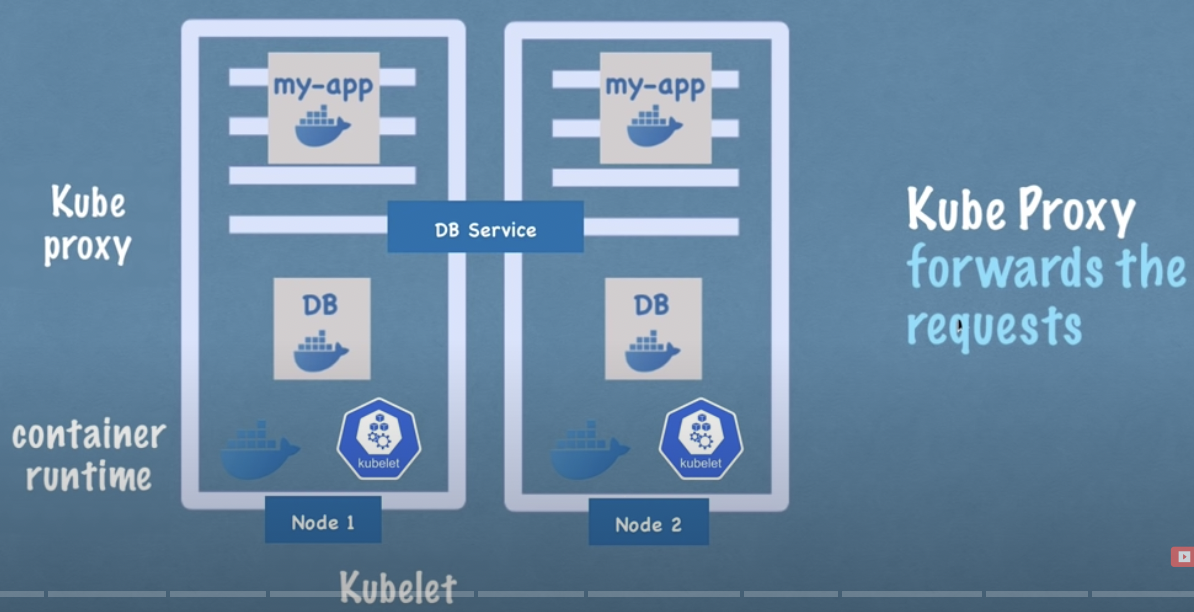 my-app
my-app
Kube
proxy
Kube Proxy
forwards the
requests
DB Service
DB
DB
container
runtime
kubelet
kubelet
Node 1
Node 2
Kubelet